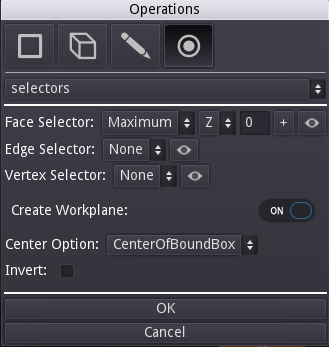 Operations
selectors
Face Selector: Maximum Z 0 +
Edge Selector: None
Vertex Selector: None
Create Workplane: ON
Center Option: CenterOfBoundBox
Invert:
OK
Cancel